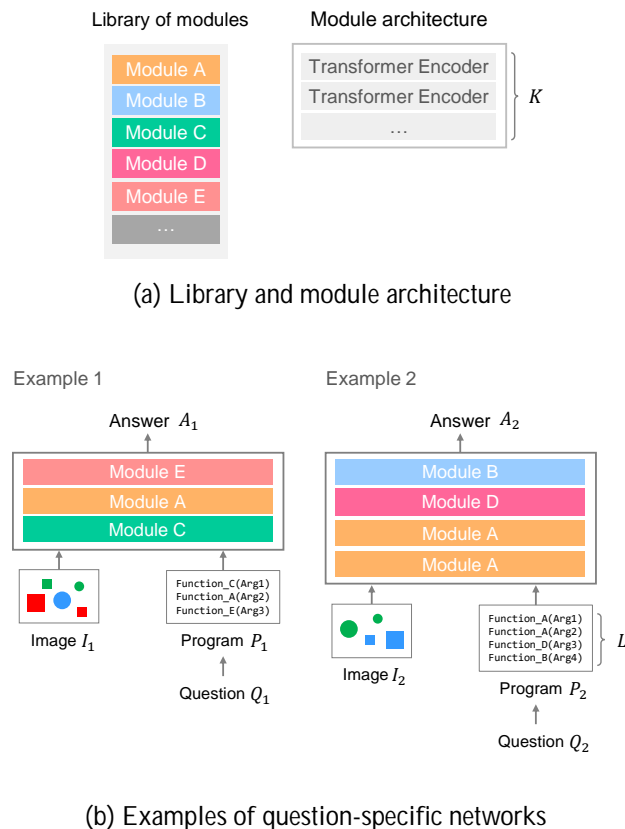 Library of modules
Module A
Module B
Module C
Module D
Module E
...
Module architecture
Transformer Encoder
Transformer Encoder
...
K
(a) Library and module architecture
Example 1
Answer A₁
Module E
Module A
Module C
Function_C(Arg1)
Function_A(Arg2)
Function_E(Arg3)
Image I₁
Program P₁
Question Q₁
Example 2
Answer A₂
Module B
Module D
Module A
Module A
Function_A(Arg1)
Function_A(Arg2)
Function_D(Arg3)
Function_B(Arg4)
L
Image I₂
Program P₂
Question Q₂
(b) Examples of question-specific networks